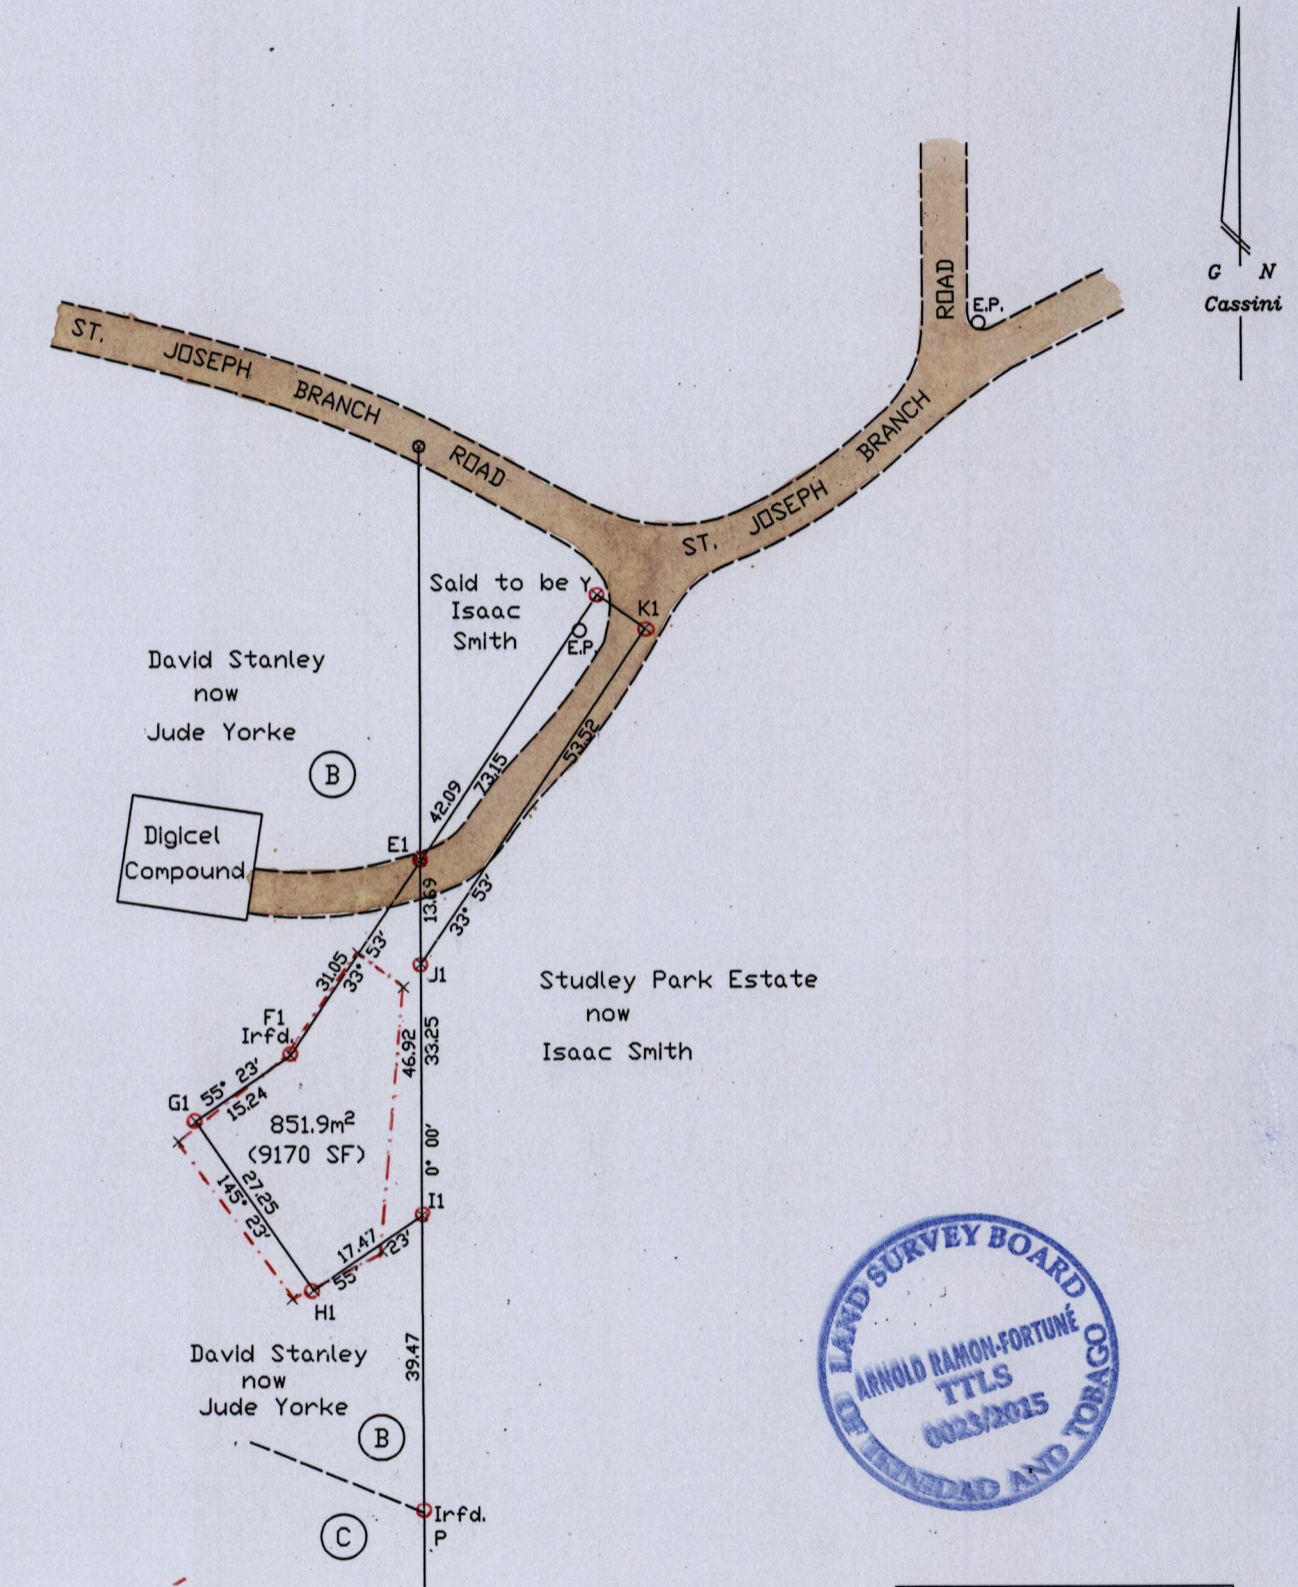 G N
Cassini
ROAD
E.P.
ST. JOSEPH BRANCH ROAD
ST. JOSEPH BRANCH
Said to be Y
Isaac
Smith
K1
E.P.
David Stanley
now
Jude Yorke
B
53.52
73.15
42.09
Digicel
Compound
E1
13.69
33° 53'
31.05
33° 53'
J1
Studley Park Estate
now
Isaac Smith
F1
Irfd.
46.92
33.25
G1
55° 23'
15.24
851.9m²
(9170 SF)
0° 00'
27.25
145° 23'
I1
17.47
55° 23'
H1
39.47
David Stanley
now
Jude Yorke
B
Irfd.
P
C
LAND SURVEY BOARD
OF TRINIDAD AND TOBAGO
ARNOLD RAMON-FORTUNÉ
TTLS
0023/2015